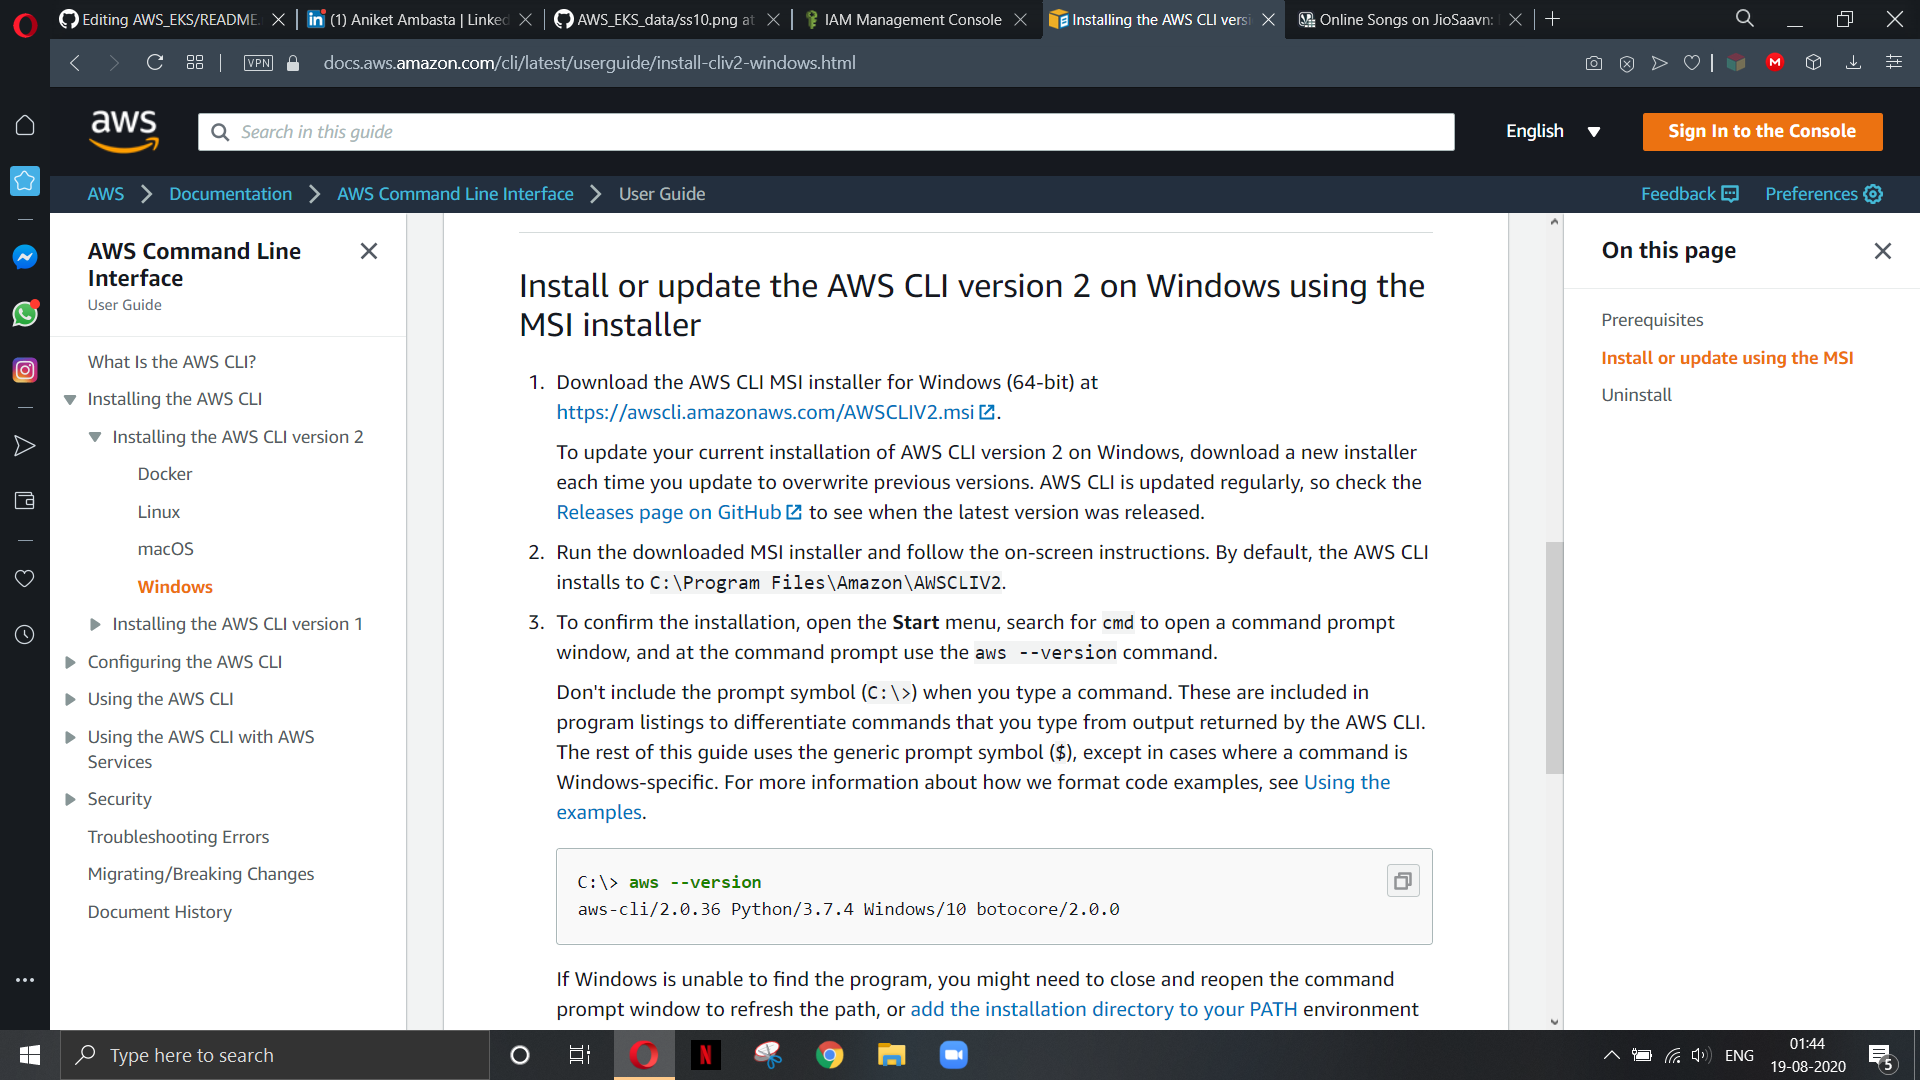 Editing AWS_EKS/README.
(1) Aniket Ambasta | Linked
AWS_EKS_data/ss10.png at
IAM Management Console
Installing the AWS CLI versi
Online Songs on JioSaavn:
VPN
docs.aws.amazon.com/cli/latest/userguide/install-cliv2-windows.html
aws
Search in this guide
English
Sign In to the Console
AWS
Documentation
AWS Command Line Interface
User Guide
Feedback
Preferences
AWS Command Line
Interface
User Guide
What Is the AWS CLI?
Installing the AWS CLI
Installing the AWS CLI version 2
Docker
Linux
macOS
Windows
Installing the AWS CLI version 1
Configuring the AWS CLI
Using the AWS CLI
Using the AWS CLI with AWS
Services
Security
Troubleshooting Errors
Migrating/Breaking Changes
Document History
Install or update the AWS CLI version 2 on Windows using the
MSI installer
1. Download the AWS CLI MSI installer for Windows (64-bit) at
https://awscli.amazonaws.com/AWSCLIV2.msi.
To update your current installation of AWS CLI version 2 on Windows, download a new installer
each time you update to overwrite previous versions. AWS CLI is updated regularly, so check the
Releases page on GitHub to see when the latest version was released.
2. Run the downloaded MSI installer and follow the on-screen instructions. By default, the AWS CLI
installs to C:\Program Files\Amazon\AWSCLIV2.
3. To confirm the installation, open the Start menu, search for cmd to open a command prompt
window, and at the command prompt use the aws --version command.
Don't include the prompt symbol (C:\>) when you type a command. These are included in
program listings to differentiate commands that you type from output returned by the AWS CLI.
The rest of this guide uses the generic prompt symbol ($), except in cases where a command is
Windows-specific. For more information about how we format code examples, see Using the
examples.
C:\> aws --version
aws-cli/2.0.36 Python/3.7.4 Windows/10 botocore/2.0.0
If Windows is unable to find the program, you might need to close and reopen the command
prompt window to refresh the path, or add the installation directory to your PATH environment
On this page
Prerequisites
Install or update using the MSI
Uninstall
Type here to search
ENG
01:44
19-08-2020
5